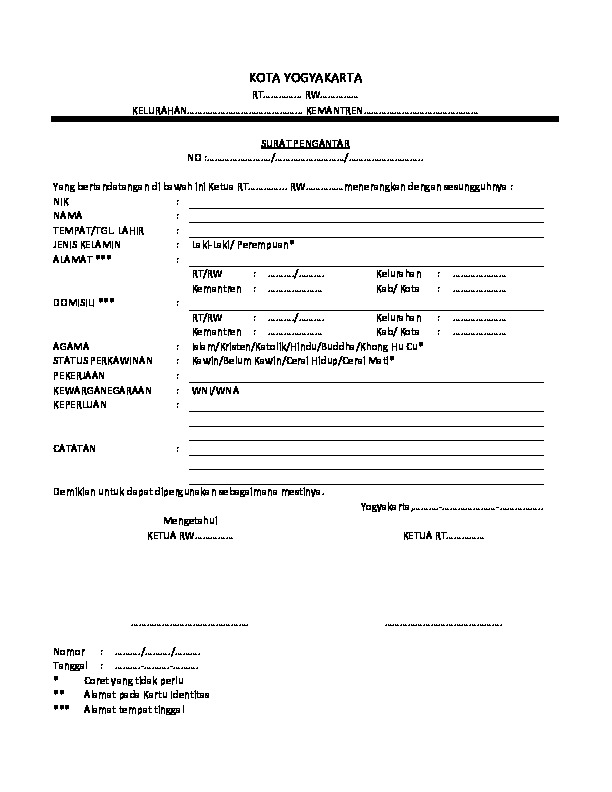 KOTA YOGYAKARTA
RT............... RW...............
KELURAHAN............................................. KEMANTREN.............................................
SURAT PENGANTAR
NO :........................./.........................../.............................
Yang bertandatangan di bawah ini Ketua RT............... RW...............menerangkan dengan sesungguhnya :
NIK :
NAMA :
TEMPAT/TGL. LAHIR :
JENIS KELAMIN : Laki-Laki/ Perempuan*
ALAMAT *** :
RT/RW : ........../.......... Kelurahan : .....................
Kemantren : ..................... Kab/ Kota : .....................
DOMISILI *** :
RT/RW : ........../.......... Kelurahan : .....................
Kemantren : ..................... Kab/ Kota : .....................
AGAMA : Islam/Kristen/Katolik/Hindu/Buddha/Khong Hu Cu*
STATUS PERKAWINAN : Kawin/Belum Kawin/Cerai Hidup/Cerai Mati*
PEKERJAAN :
KEWARGANEGARAAN : WNI/WNA
KEPERLUAN :
CATATAN :
Demikian untuk dapat dipergunakan sebagaimana mestinya.
Yogyakarta,..........-.....................-.................
Mengetahui
KETUA RW............... KETUA RT...............
.............................................. ..............................................
Nomor : ........../........../..........
Tanggal : ..........-..........-..........
* Coret yang tidak perlu
** Alamat pada Kartu Identitas
*** Alamat tempat tinggal